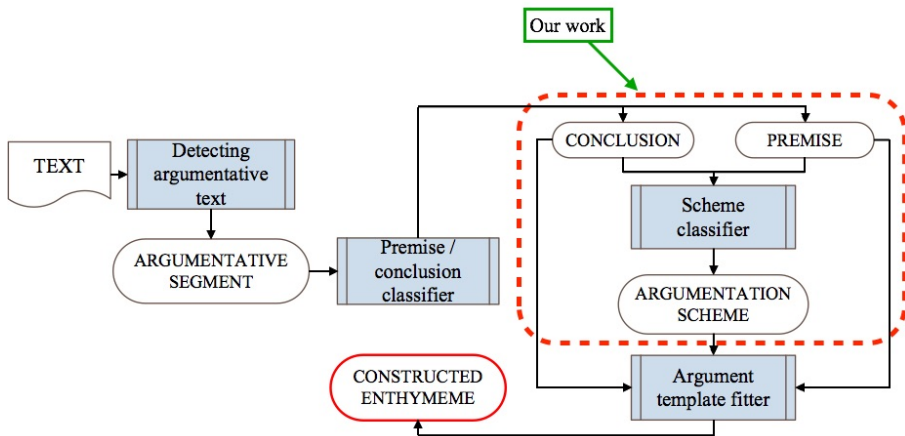 Our work
TEXT
Detecting
argumentative
text
ARGUMENTATIVE
SEGMENT
Premise /
conclusion
classifier
CONCLUSION
PREMISE
Scheme
classifier
ARGUMENTATION
SCHEME
Argument
template fitter
CONSTRUCTED
ENTHYMEME